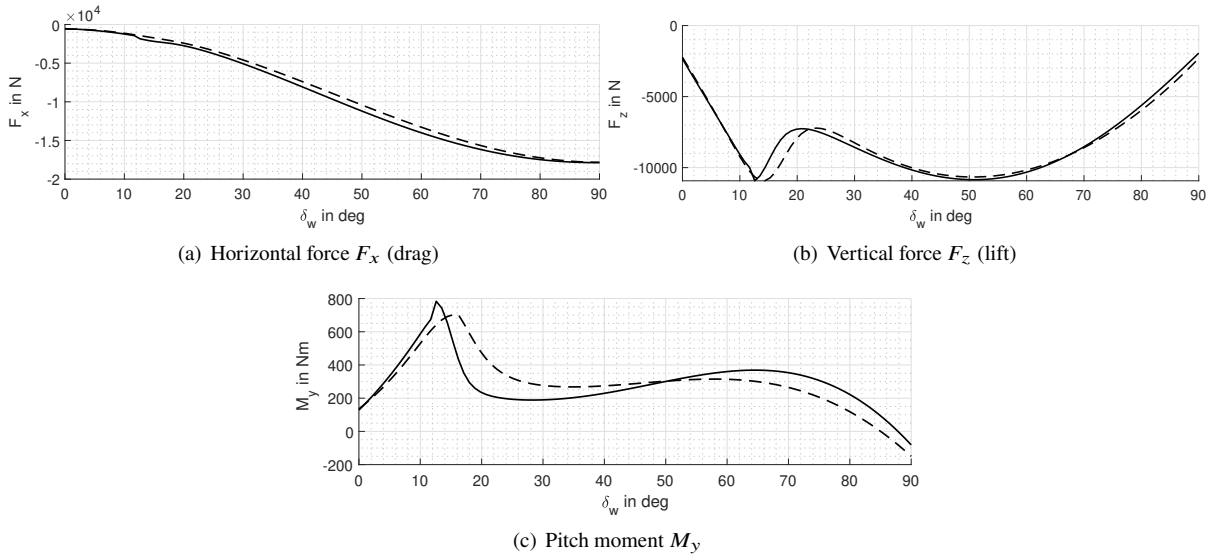 ×10⁴
0
-0.5
-1
-1.5
-2
F_x in N
0 10 20 30 40 50 60 70 80 90
δ_w in deg
(a) Horizontal force F_x (drag)
0
-5000
-10000
F_z in N
0 10 20 30 40 50 60 70 80 90
δ_w in deg
(b) Vertical force F_z (lift)
800
600
400
200
0
-200
M_y in Nm
0 10 20 30 40 50 60 70 80 90
δ_w in deg
(c) Pitch moment M_y